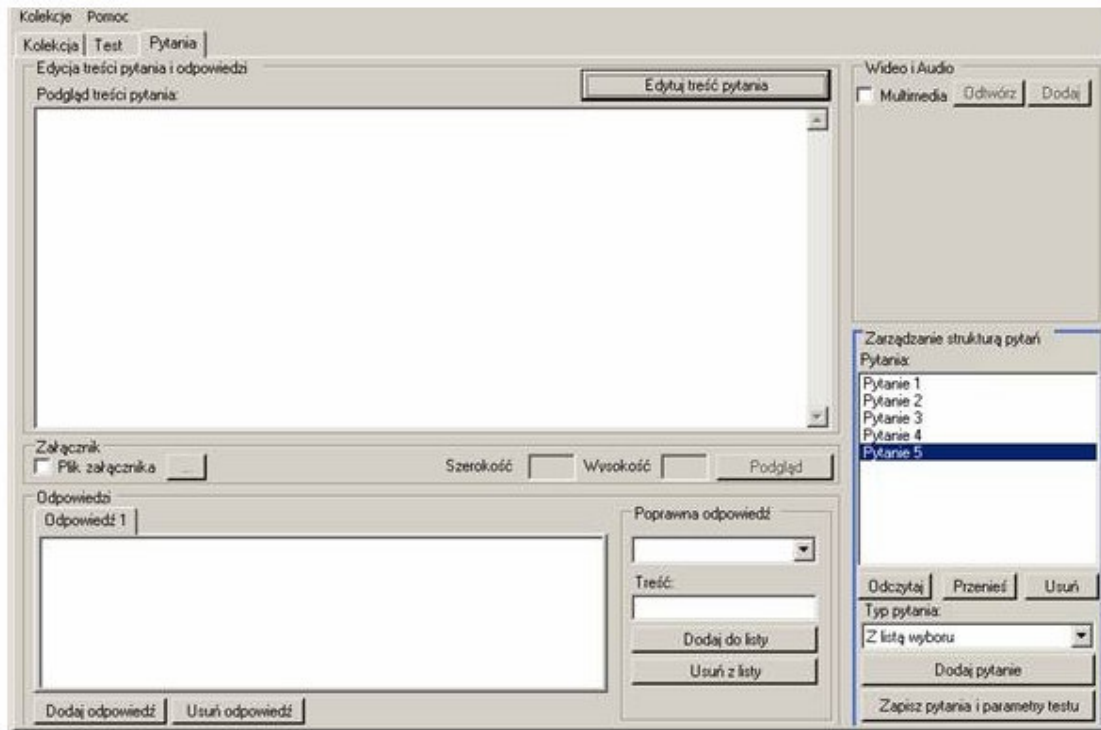 Kolekcje Pomoc
Kolekcja Test Pytania
Edycja treści pytania i odpowiedzi
Podgląd treści pytania:
Edytuj treść pytania
Załącznik
Plik załącznika ...
Szerokość Wysokość Podgląd
Odpowiedzi
Odpowiedź 1
Dodaj odpowiedź Usuń odpowiedź
Poprawna odpowiedź
Treść:
Dodaj do listy
Usuń z listy
Wideo i Audio
Multimedia Odtwórz Dodaj
Zarządzanie strukturą pytań
Pytania:
Pytanie 1
Pytanie 2
Pytanie 3
Pytanie 4
Pytanie 5
Odczytaj Przenieś Usuń
Typ pytania:
Z listą wyboru
Dodaj pytanie
Zapisz pytania i parametry testu